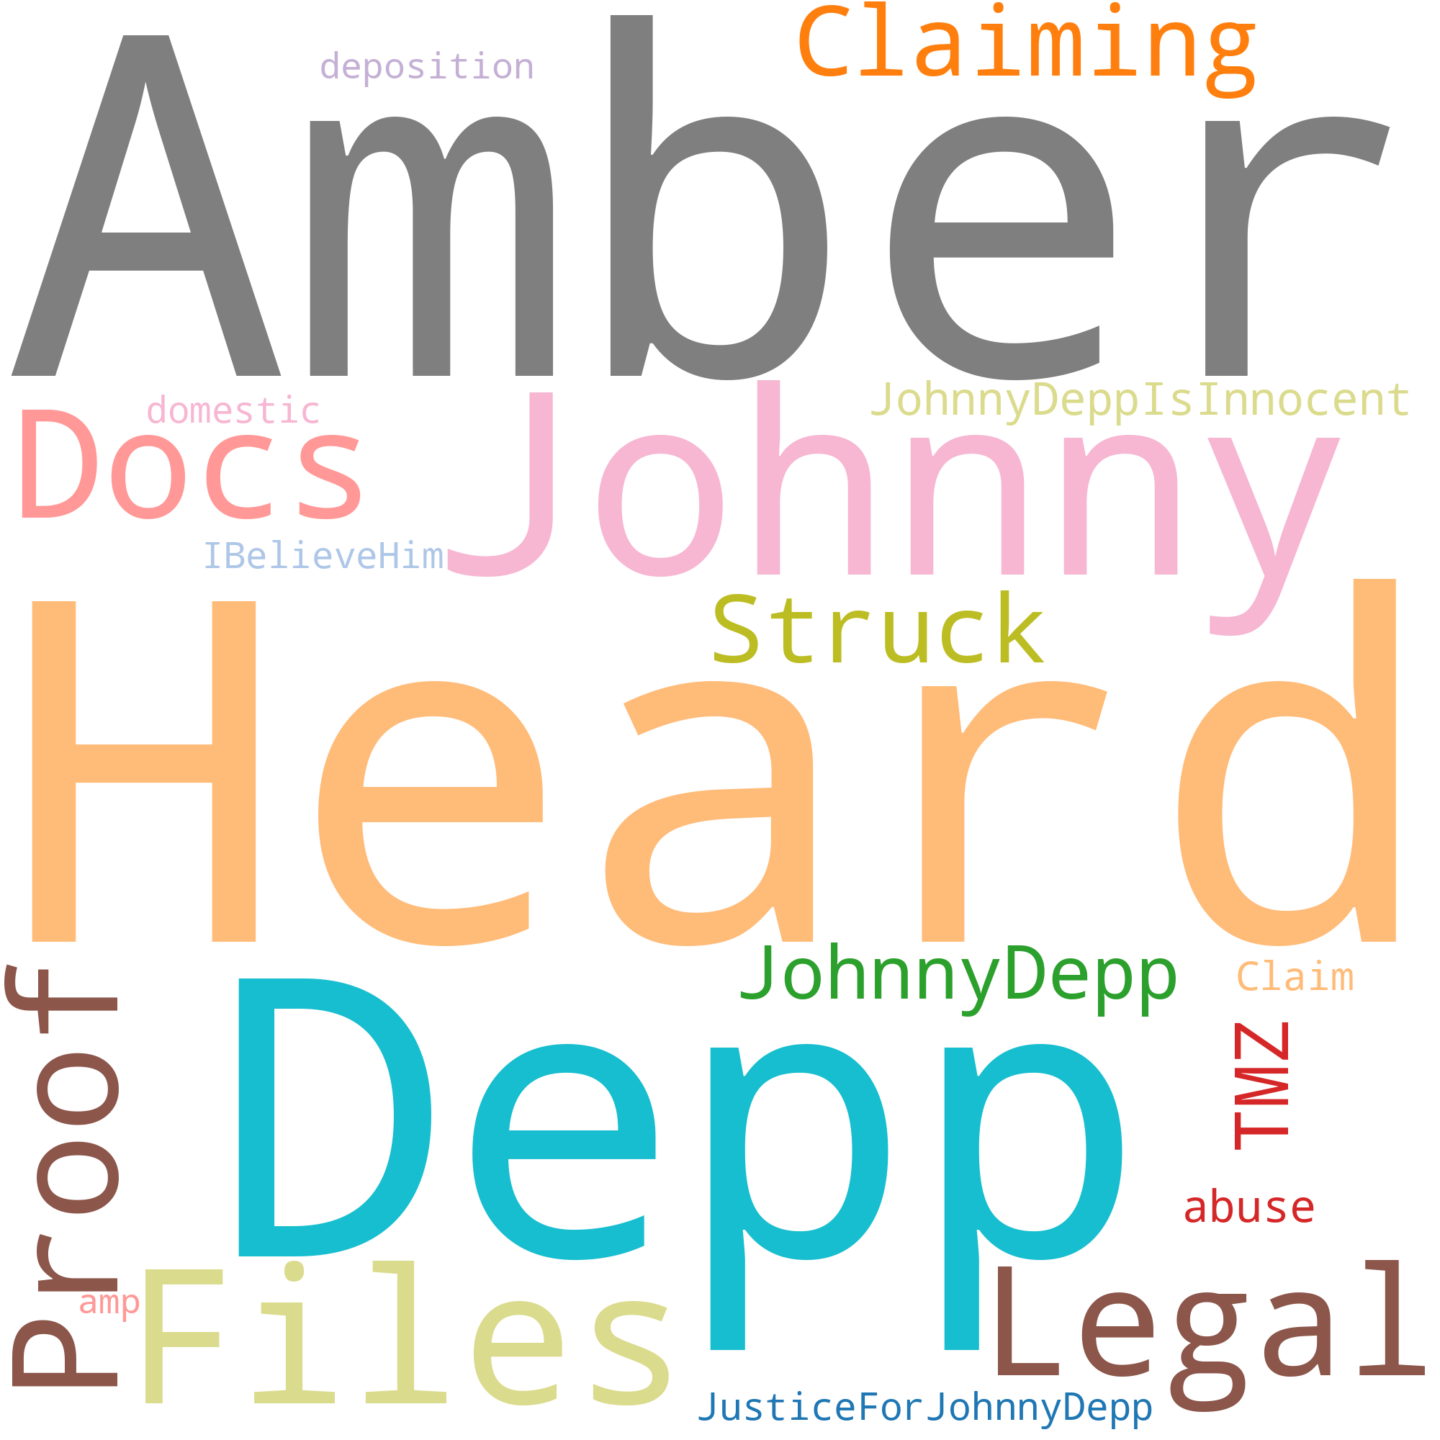 Claiming
deposition
Amber
domestic
JohnnyDeppIsInnocent
Docs
Johnny
IBelieveHim
Struck
Heard
JohnnyDepp
Claim
Proof
Depp
TMZ
abuse
amp
Files
Legal
JusticeForJohnnyDepp